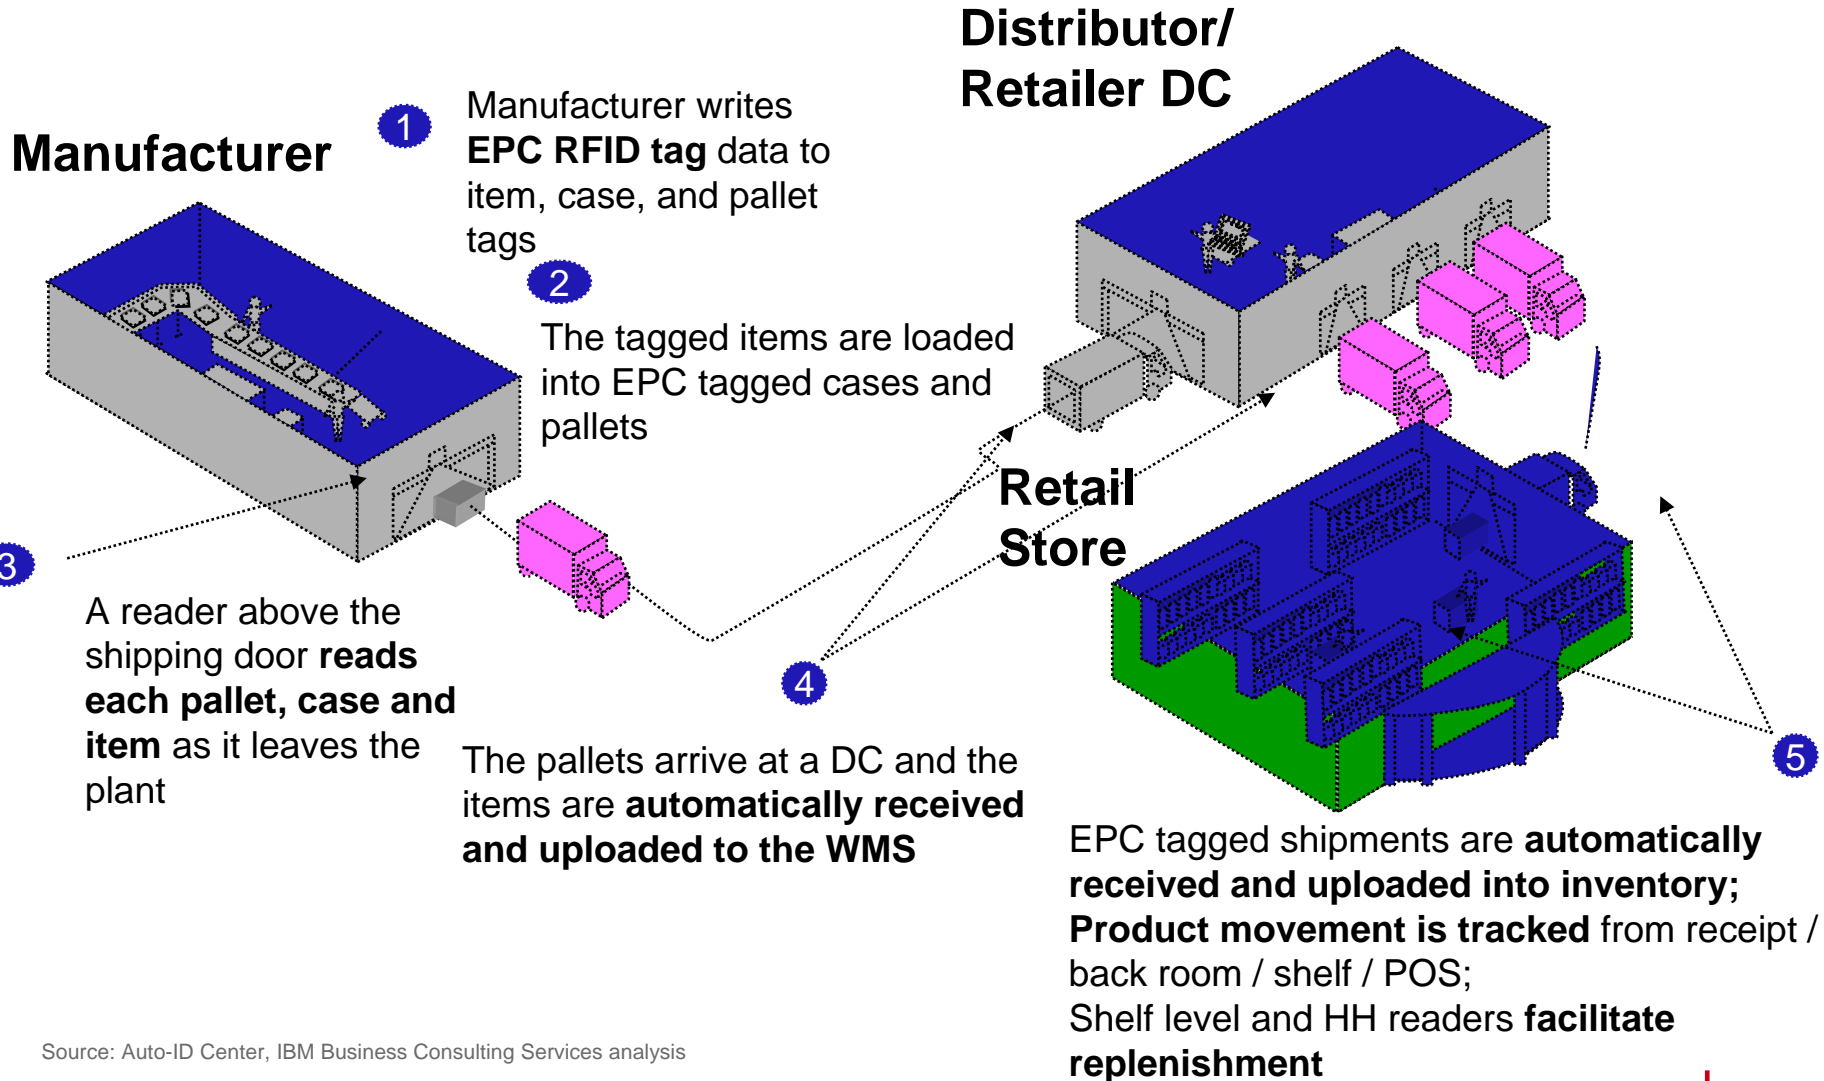 Distributor/
Retailer DC
Manufacturer
1
Manufacturer writes
EPC RFID tag data to
item, case, and pallet
tags
2
The tagged items are loaded
into EPC tagged cases and
pallets
Retail
Store
3
A reader above the
shipping door reads
each pallet, case and
item as it leaves the
plant
4
The pallets arrive at a DC and the
items are automatically received
and uploaded to the WMS
5
EPC tagged shipments are automatically
received and uploaded into inventory;
Product movement is tracked from receipt /
back room / shelf / POS;
Shelf level and HH readers facilitate
replenishment
Source: Auto-ID Center, IBM Business Consulting Services analysis